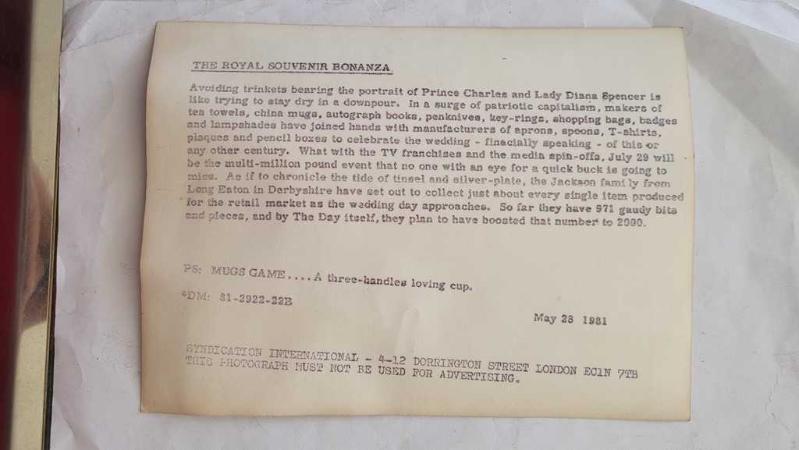 THE ROYAL SOUVENIR BONANZA
Avoiding trinkets bearing the portrait of Prince Charles and Lady Diana Spencer is
like trying to stay dry in a downpour. In a surge of patriotic capitalism, makers of
tea towels, china mugs, autograph books, penknives, key-rings, shopping bags, badges
and lampshades have joined hands with manufacturers of aprons, spoons, T-shirts,
plaques and pencil boxes to celebrate the wedding - finacially speaking - of this or
any other century. What with the TV franchises and the media spin-offs, July 29 will
be the multi-million pound event that no one with an eye for a quick buck is going to
miss. As if to chronicle the tide of tinsel and silver-plate, the Jackson family from
Long Eaton in Derbyshire have set out to collect just about every single item produced
for the retail market as the wedding day approaches. So far they have 971 gaudy bits
and pieces, and by The Day itself, they plan to have boosted that number to 2000.
PS: MUGS GAME....A three-handles loving cup.
*DM: 81-2922-22B
May 28 1981
SYNDICATION INTERNATIONAL - 4-12 DORRINGTON STREET LONDON EC1N 7TB
THIS PHOTOGRAPH MUST NOT BE USED FOR ADVERTISING.